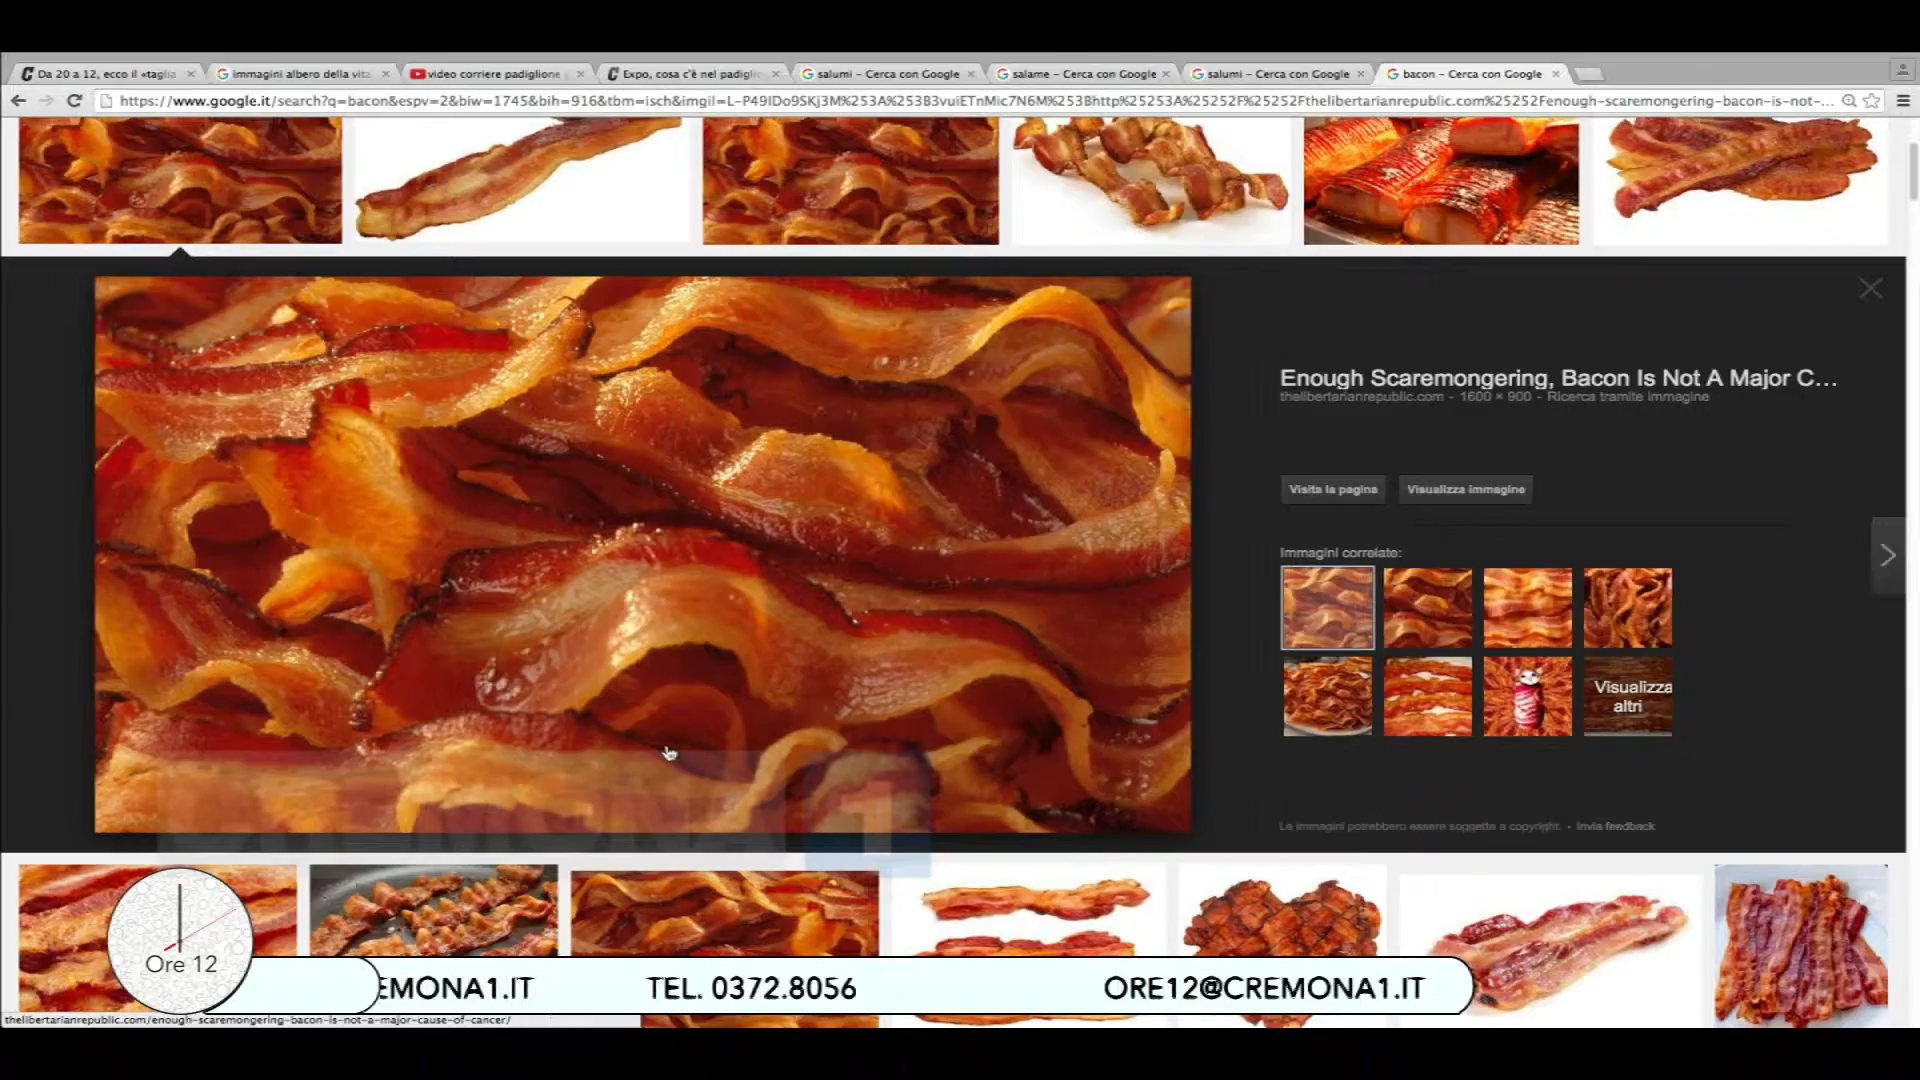 Da 20 a 12, ecco il «taglia
immagini albero della vita
video corriere padiglione
Expo, cosa c'è nel padiglio
salumi – Cerca con Google
salame – Cerca con Google
salumi – Cerca con Google
bacon – Cerca con Google
https://www.google.it/search?q=bacon&espv=2&biw=1745&bih=916&tbm=isch&imgil=L-P49IDo9SKj3M%253A%253B3vuiETnMic7N6M%253Bhttp%25253A%25252F%25252Fthelibertarianrepublic.com%25252Fenough-scaremongering-bacon-is-not-...
Enough Scaremongering, Bacon Is Not A Major C...
thelibertarianrepublic.com - 1600 × 900 - Ricerca tramite immagine
Visita la pagina
Visualizza immagine
Immagini correlate:
Visualizza
altri
CREMONA 1
Le immagini potrebbero essere soggette a copyright. - Invia feedback
Ore 12
EMONA1.IT
TEL. 0372.8056
ORE12@CREMONA1.IT
thelibertarianrepublic.com/enough-scaremongering-bacon-is-not-a-major-cause-of-cancer/